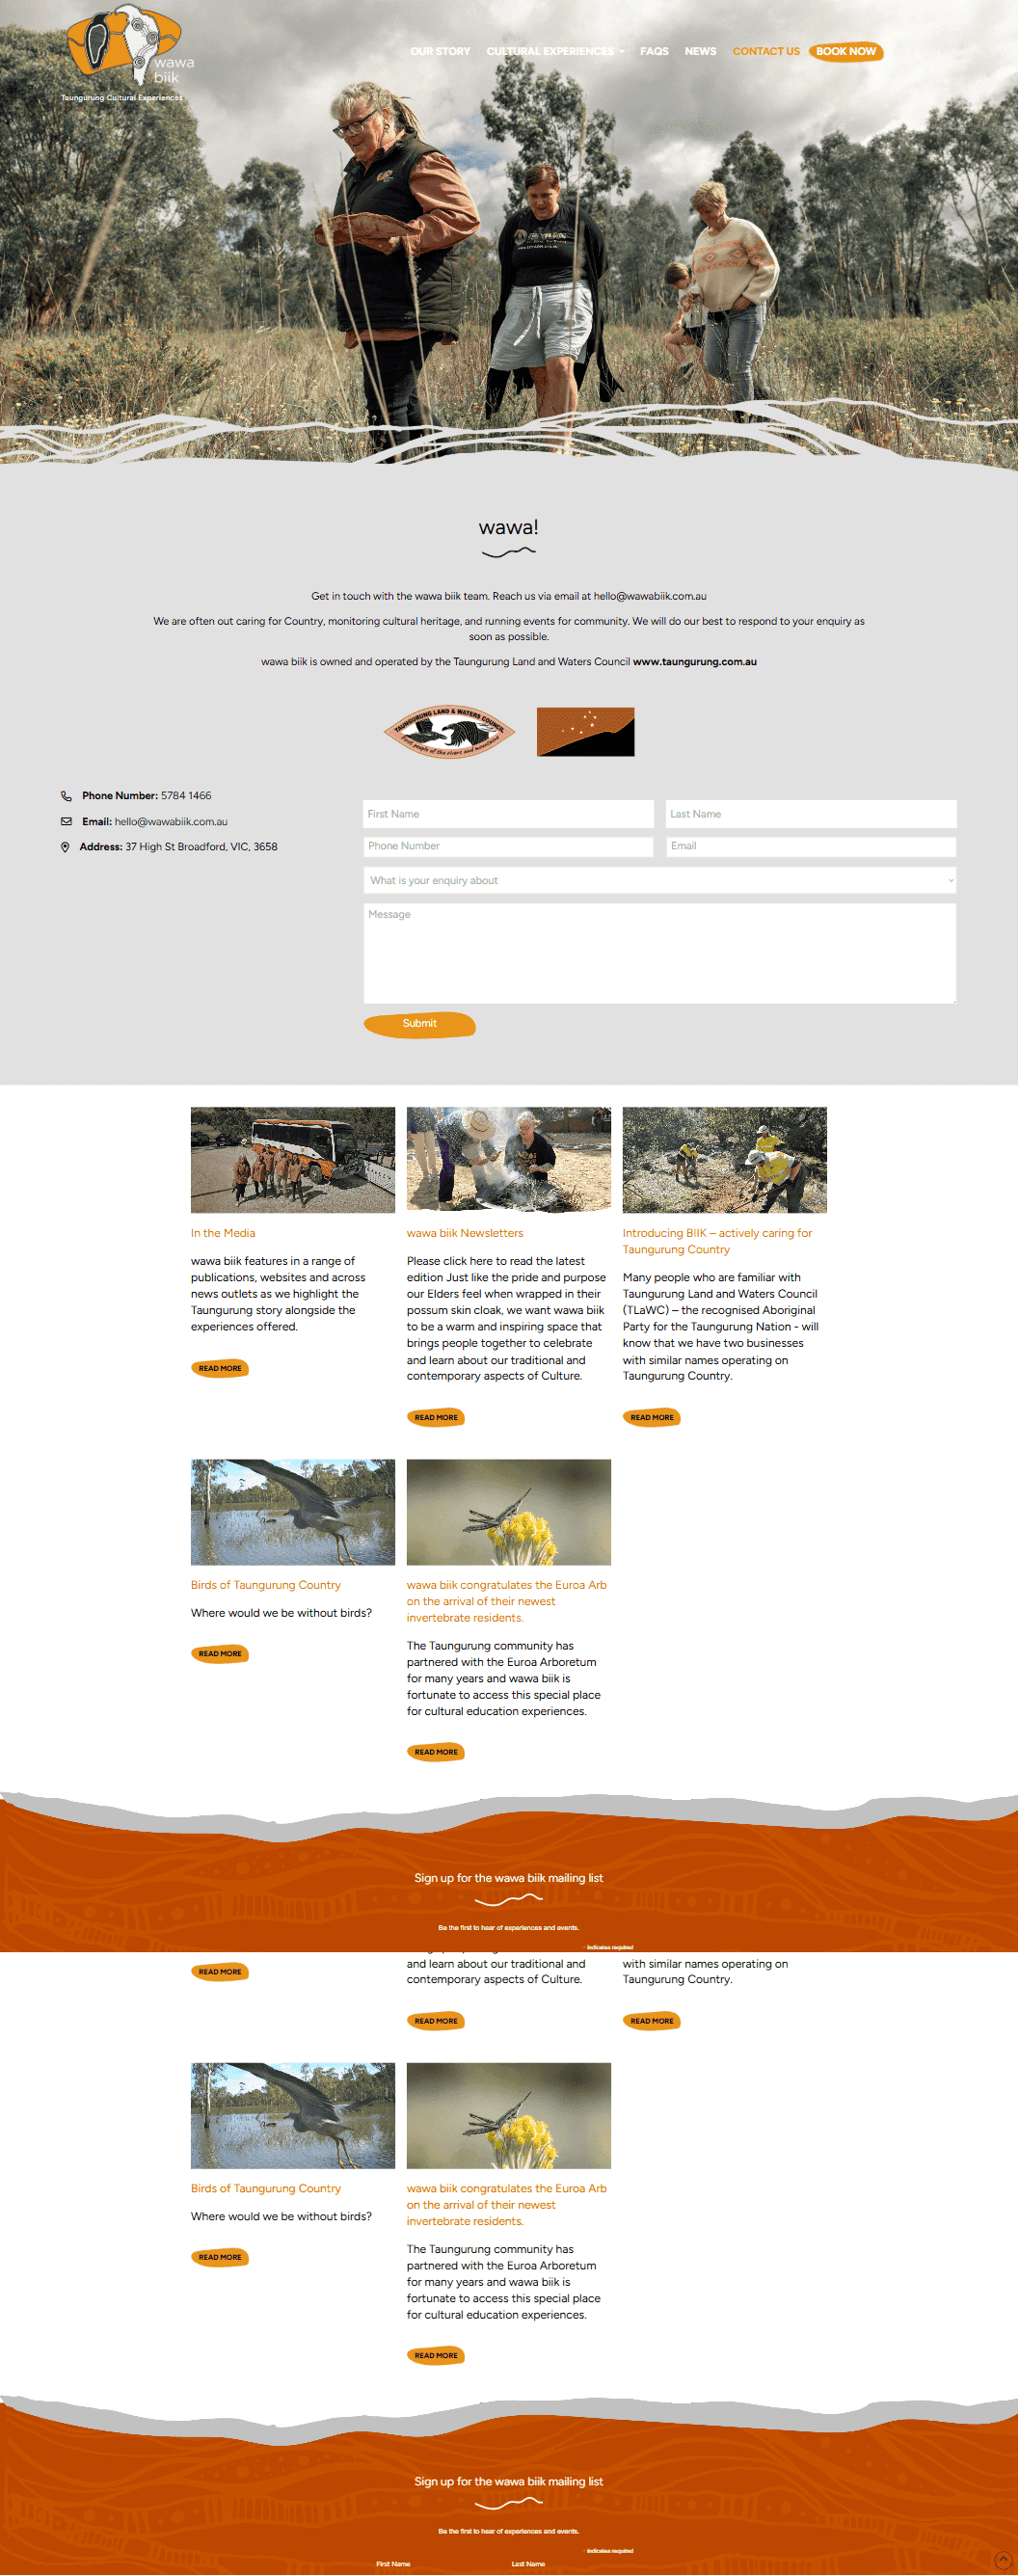 wawa
biik
Taungurung Cultural Experiences
OUR STORY CULTURAL EXPERIENCES FAQS NEWS CONTACT US BOOK NOW
wawa!
Get in touch with the wawa biik team. Reach us via email at hello@wawabiik.com.au
We are often out caring for Country, monitoring cultural heritage, and running events for community. We will do our best to respond to your enquiry as
soon as possible.
wawa biik is owned and operated by the Taungurung Land and Waters Council www.taungurung.com.au
TAUNGURUNG LAND & WATERS COUNCIL
First people of the rivers and mountains
Phone Number: 5784 1466
Email: hello@wawabiik.com.au
Address: 37 High St Broadford, VIC, 3658
First Name Last Name
Phone Number Email
What is your enquiry about
Message
Submit
In the Media
wawa biik features in a range of
publications, websites and across
news outlets as we highlight the
Taungurung story alongside the
experiences offered.
READ MORE
wawa biik Newsletters
Please click here to read the latest
edition Just like the pride and purpose
our Elders feel when wrapped in their
possum skin cloak, we want wawa biik
to be a warm and inspiring space that
brings people together to celebrate
and learn about our traditional and
contemporary aspects of Culture.
READ MORE
Introducing BIIK – actively caring for
Taungurung Country
Many people who are familiar with
Taungurung Land and Waters Council
(TLaWC) – the recognised Aboriginal
Party for the Taungurung Nation - will
know that we have two businesses
with similar names operating on
Taungurung Country.
READ MORE
Birds of Taungurung Country
Where would we be without birds?
READ MORE
wawa biik congratulates the Euroa Arb
on the arrival of their newest
invertebrate residents.
The Taungurung community has
partnered with the Euroa Arboretum
for many years and wawa biik is
fortunate to access this special place
for cultural education experiences.
READ MORE
Sign up for the wawa biik mailing list
Be the first to hear of experiences and events.
* indicates required
READ MORE
and learn about our traditional and
contemporary aspects of Culture.
READ MORE
with similar names operating on
Taungurung Country.
READ MORE
Birds of Taungurung Country
Where would we be without birds?
READ MORE
wawa biik congratulates the Euroa Arb
on the arrival of their newest
invertebrate residents.
The Taungurung community has
partnered with the Euroa Arboretum
for many years and wawa biik is
fortunate to access this special place
for cultural education experiences.
READ MORE
Sign up for the wawa biik mailing list
Be the first to hear of experiences and events.
* indicates required
First Name Last Name